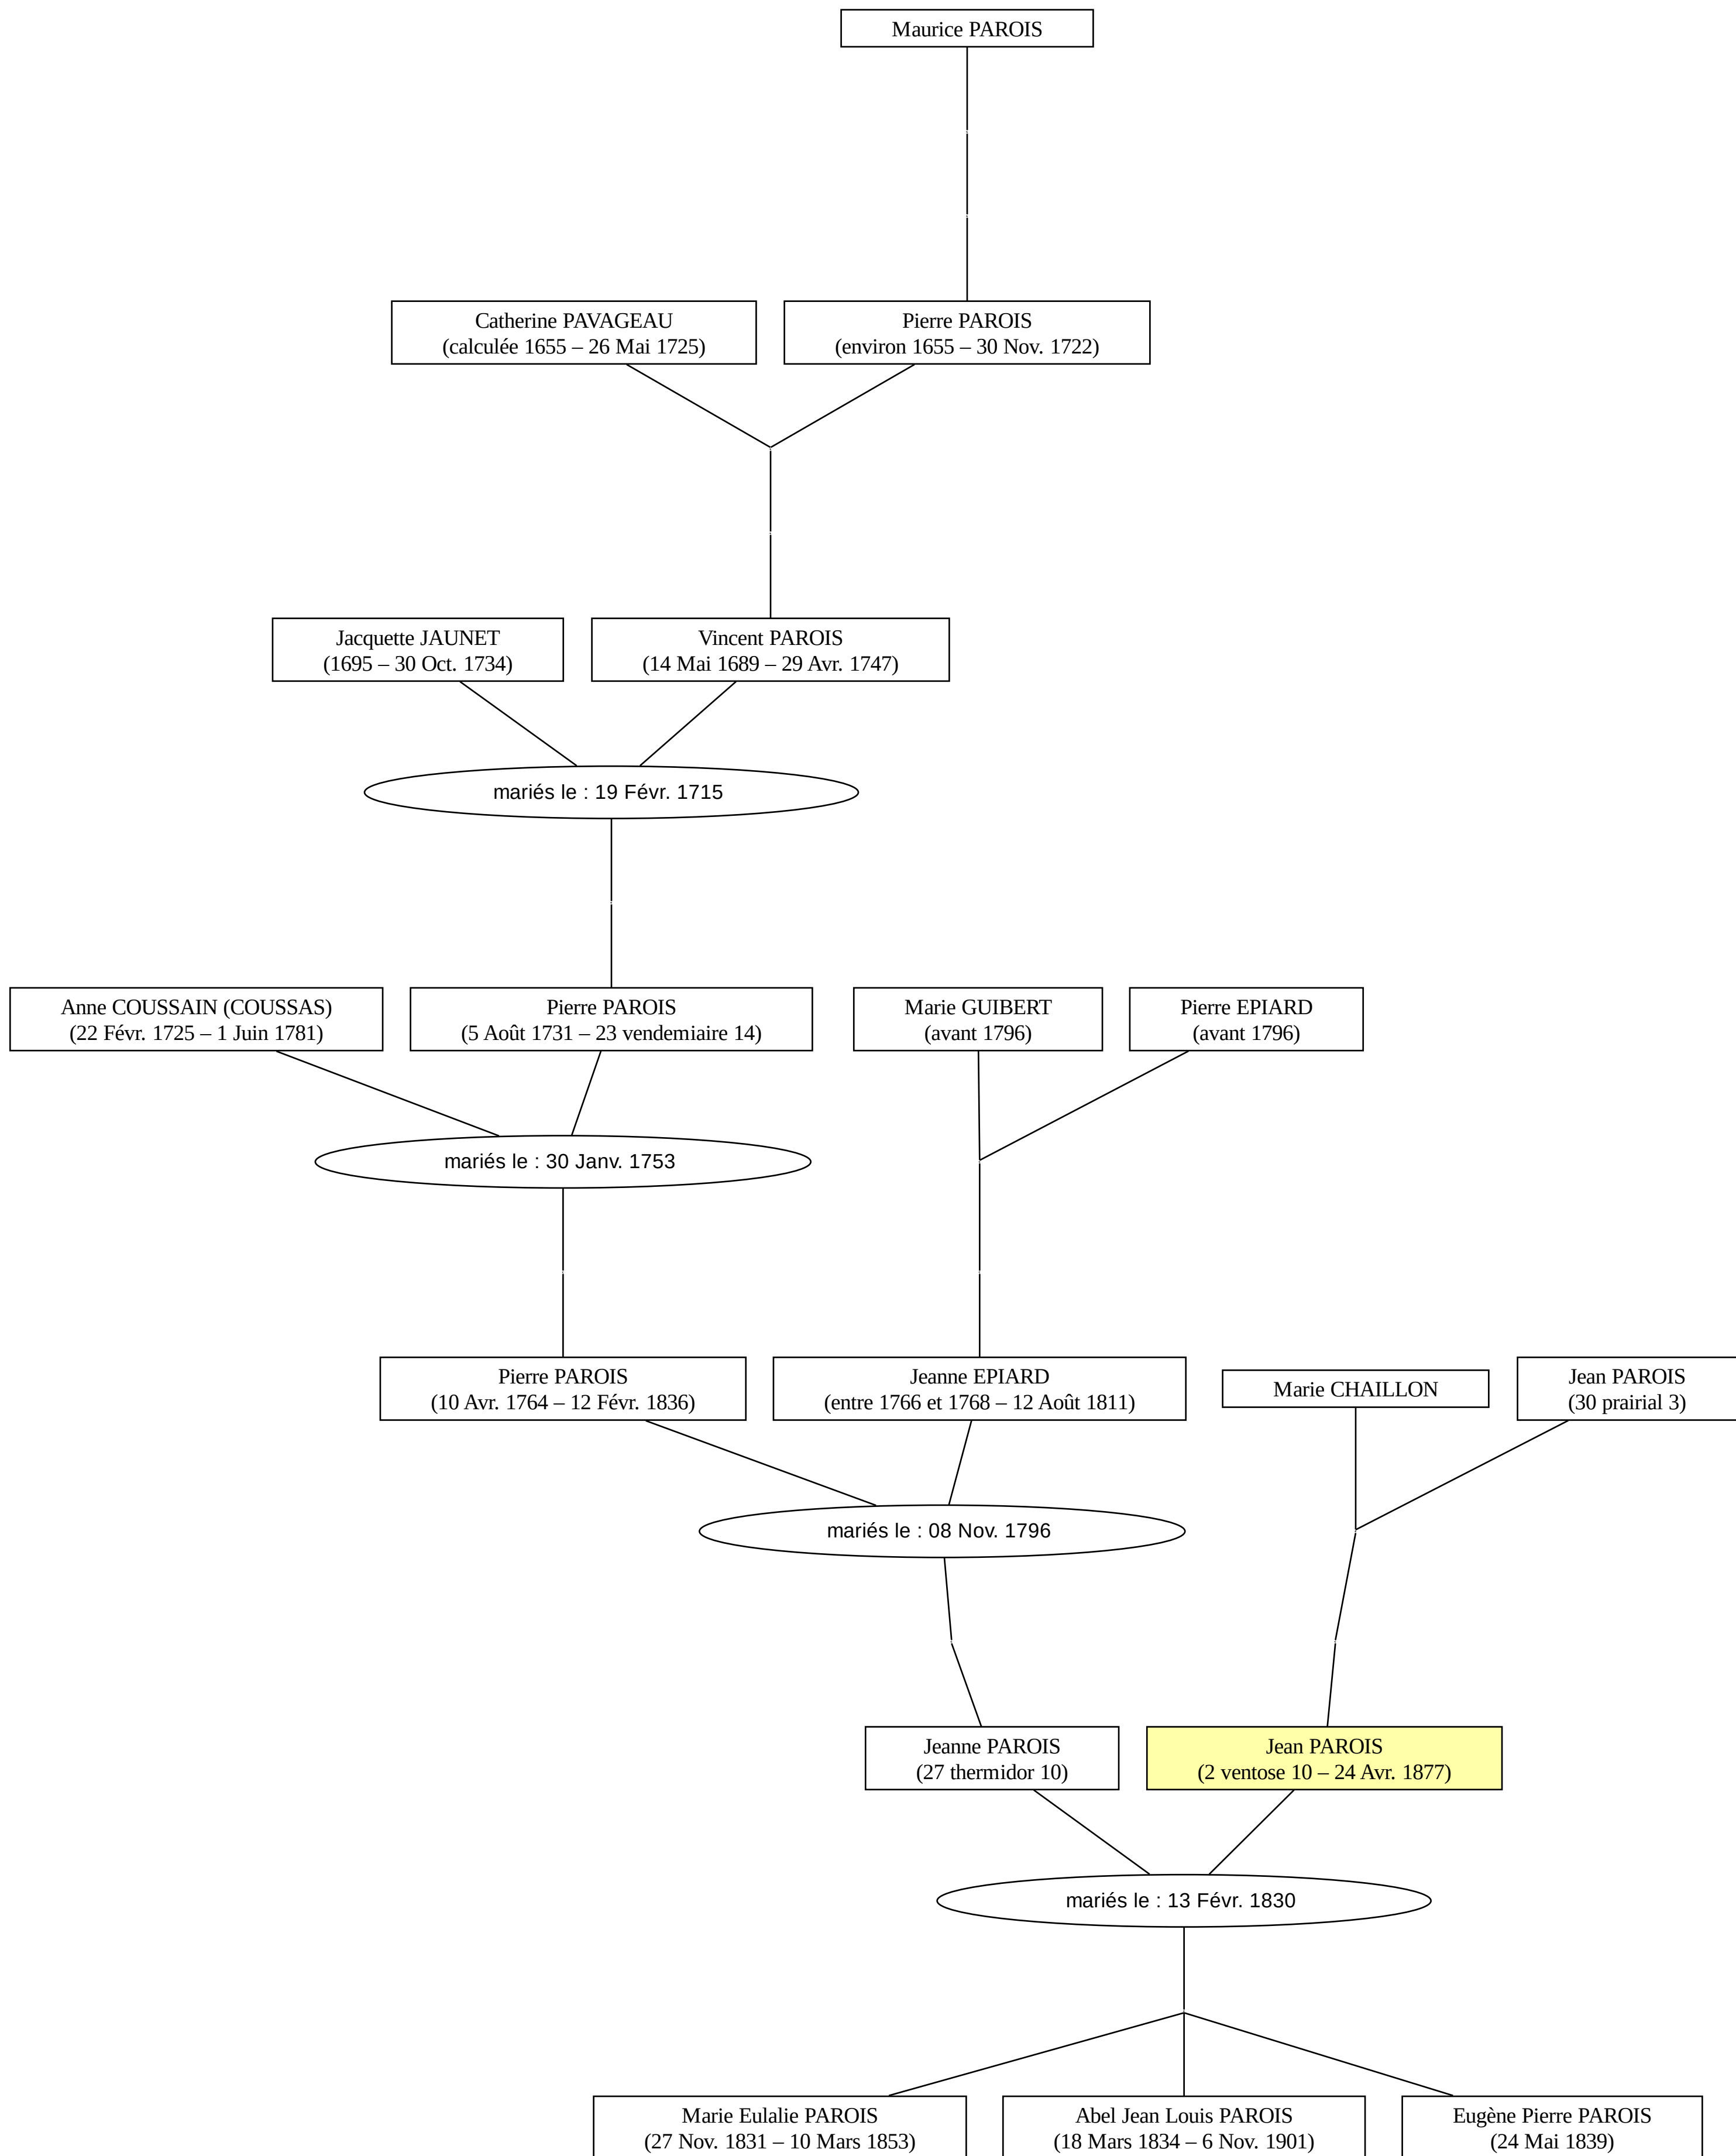 Maurice PAROIS
Catherine PAVAGEAU
(calculée 1655 – 26 Mai 1725)
Pierre PAROIS
(environ 1655 – 30 Nov. 1722)
Jacquette JAUNET
(1695 – 30 Oct. 1734)
Vincent PAROIS
(14 Mai 1689 – 29 Avr. 1747)
mariés le : 19 Févr. 1715
Anne COUSSAIN (COUSSAS)
(22 Févr. 1725 – 1 Juin 1781)
Pierre PAROIS
(5 Août 1731 – 23 vendemiaire 14)
Marie GUIBERT
(avant 1796)
Pierre EPIARD
(avant 1796)
mariés le : 30 Janv. 1753
Pierre PAROIS
(10 Avr. 1764 – 12 Févr. 1836)
Jeanne EPIARD
(entre 1766 et 1768 – 12 Août 1811)
Marie CHAILLON
Jean PAROIS
(30 prairial 3)
mariés le : 08 Nov. 1796
Jeanne PAROIS
(27 thermidor 10)
Jean PAROIS
(2 ventose 10 – 24 Avr. 1877)
mariés le : 13 Févr. 1830
Marie Eulalie PAROIS
(27 Nov. 1831 – 10 Mars 1853)
Abel Jean Louis PAROIS
(18 Mars 1834 – 6 Nov. 1901)
Eugène Pierre PAROIS
(24 Mai 1839)